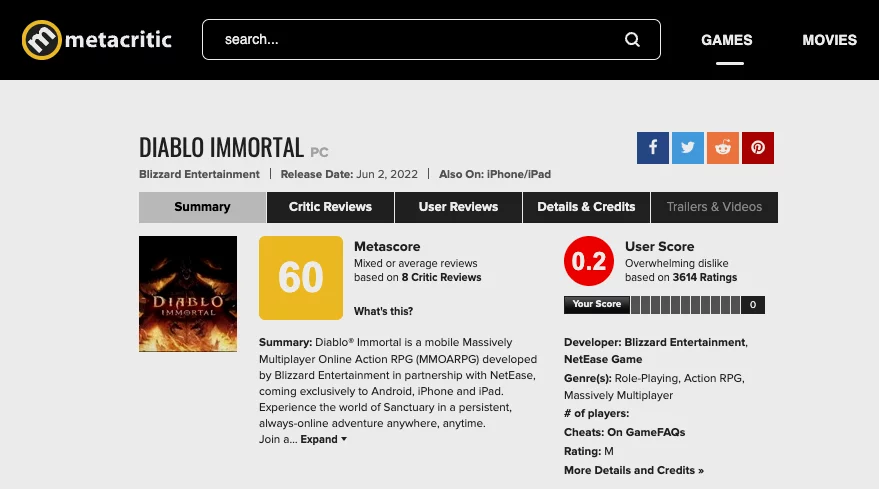 metacritic
search...
GAMES
MOVIES
DIABLO IMMORTAL PC
Blizzard Entertainment | Release Date: Jun 2, 2022 | Also On: iPhone/iPad
Summary
Critic Reviews
User Reviews
Details & Credits
Trailers & Videos
DIABLO
IMMORTAL
60
Metascore
Mixed or average reviews
based on 8 Critic Reviews
What's this?
Summary: Diablo® Immortal is a mobile Massively
Multiplayer Online Action RPG (MMOARPG) developed
by Blizzard Entertainment in partnership with NetEase,
coming exclusively to Android, iPhone and iPad.
Experience the world of Sanctuary in a persistent,
always-online adventure anywhere, anytime.
Join a... Expand
0.2
User Score
Overwhelming dislike
based on 3614 Ratings
Your Score
0
Developer: Blizzard Entertainment,
NetEase Game
Genre(s): Role-Playing, Action RPG,
Massively Multiplayer
# of players:
Cheats: On GameFAQs
Rating: M
More Details and Credits »